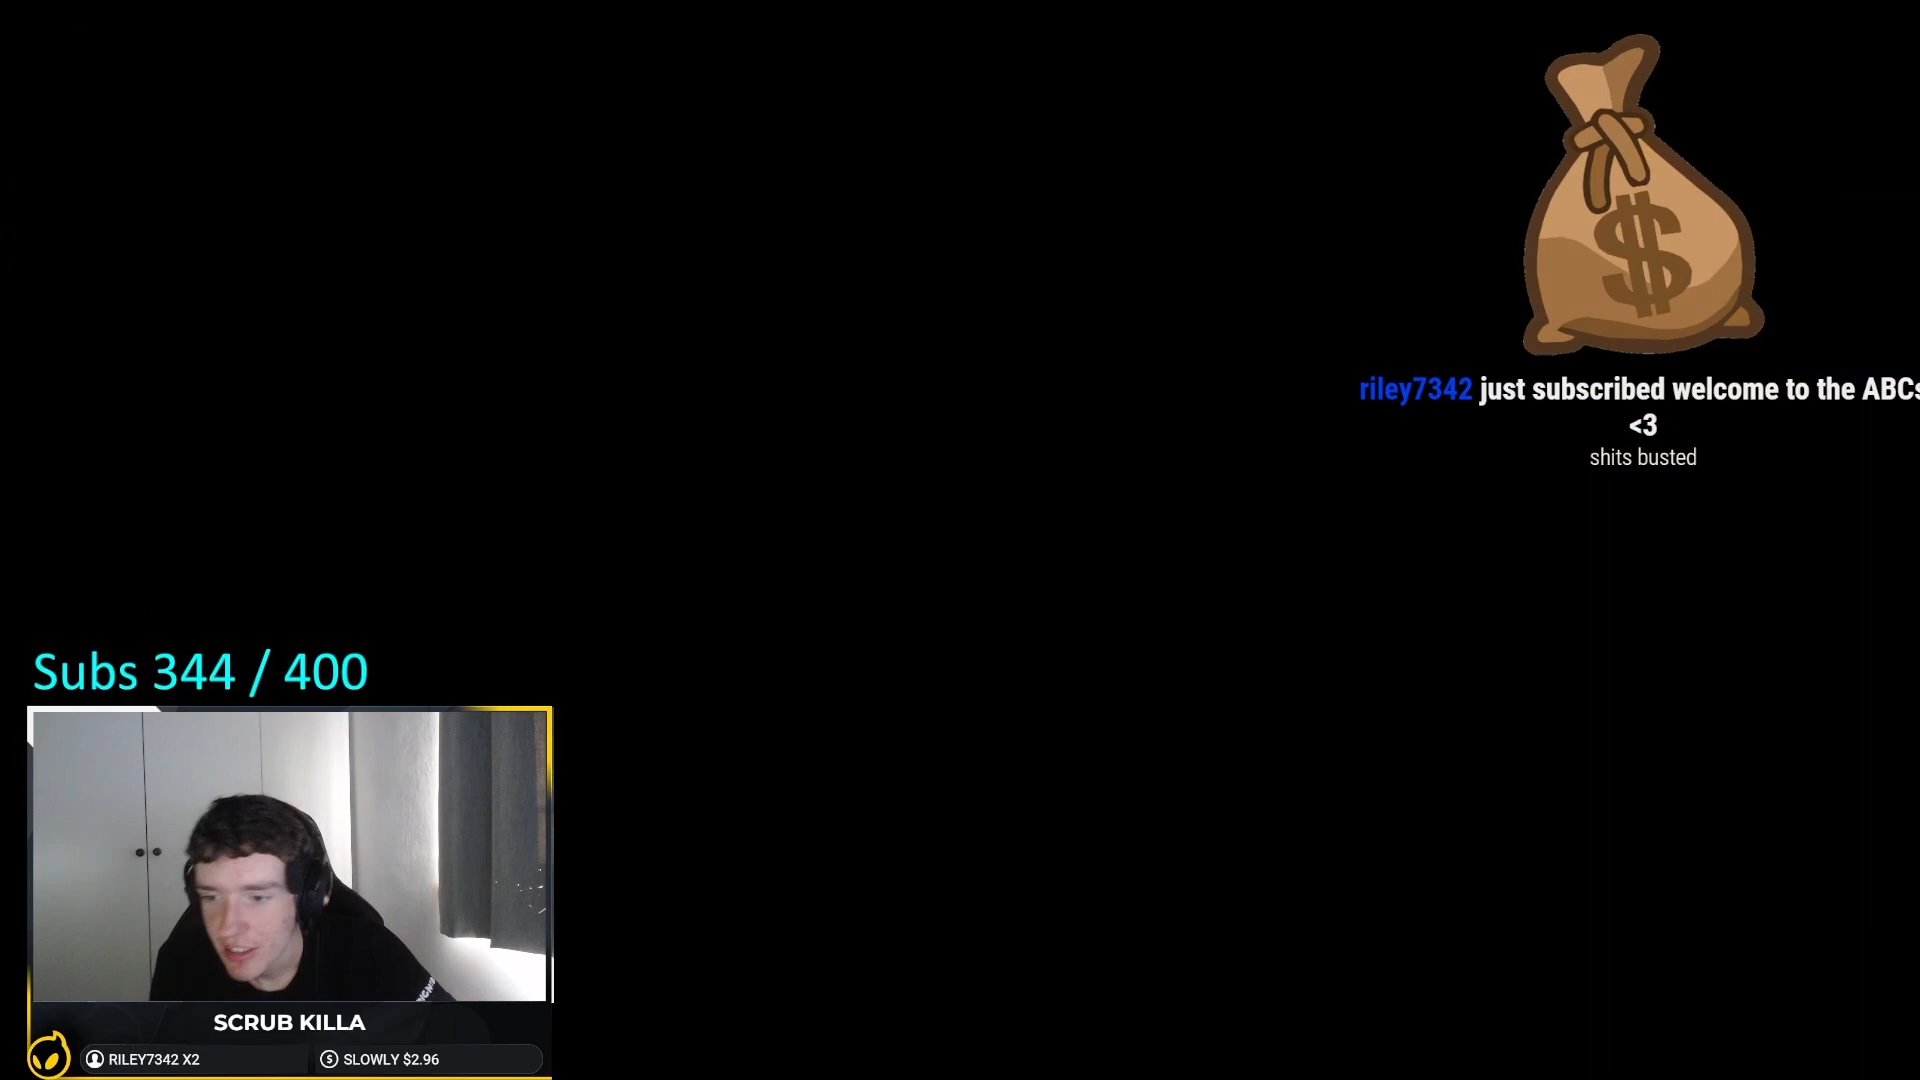 riley7342 just subscribed welcome to the ABCs
<3
shits busted
Subs 344 / 400
SCRUB KILLA
RILEY7342 X2
SLOWLY $2.96